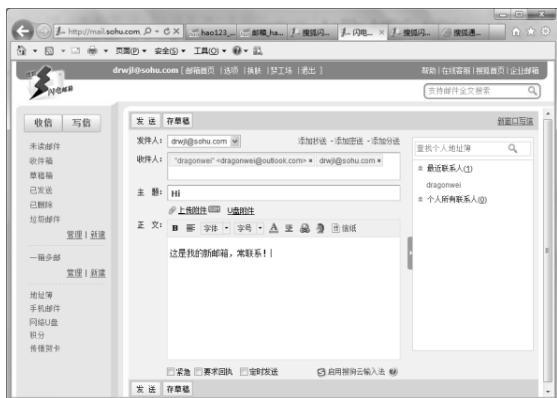 http://mail.sohu.com
hao123_...
邮箱_ha...
搜狐闪...
闪电...
搜狐闪...
搜狐通...
页面(P) 安全(S) 工具(O)
drwjl@sohu.com [ 邮箱首页 | 选项 | 换肤 | 梦工场 | 退出 ]
帮助 | 在线客服 | 搜狐首页 | 企业邮箱
闪电邮箱
支持邮件全文搜索
收信 写信
发 送 存草稿
新窗口写信
发件人: drwjl@sohu.com
添加抄送 - 添加密送 - 添加分送
收件人: "dragonwei" <dragonwei@outlook.com> × drwjl@sohu.com ×
主 题: Hi
上传附件 U盘附件
正 文: B 字体 字号 A 信纸
这是我的新邮箱，常联系！
紧急 要求回执 定时发送
启用搜狗云输入法
发 送 存草稿
未读邮件
收件箱
草稿箱
已发送
已删除
垃圾邮件
管理 | 新建
一箱多邮
管理 | 新建
地址簿
手机邮件
网络U盘
积分
传情贺卡
查找个人地址簿
最近联系人(1)
dragonwei
个人所有联系人(0)